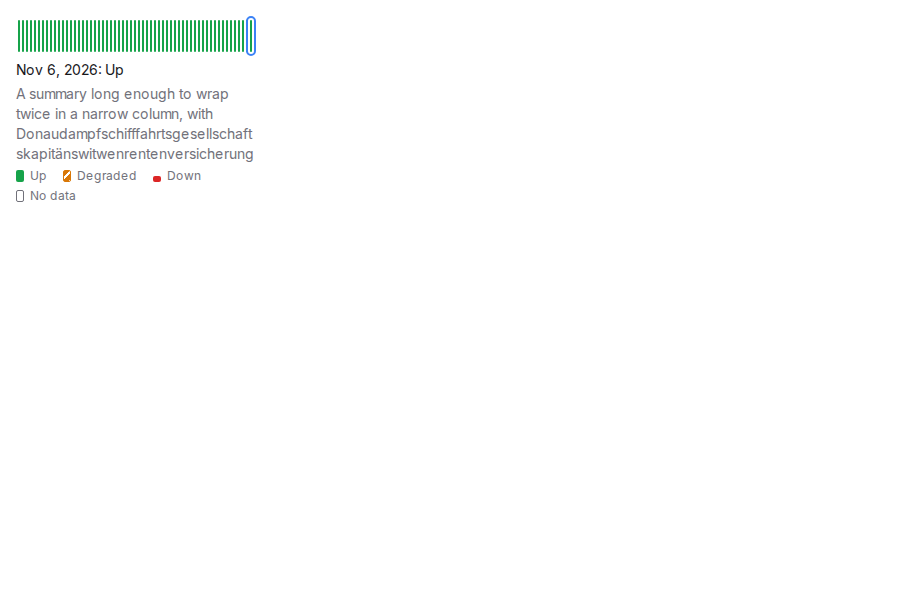 Nov 6, 2026: Up
A summary long enough to wrap
twice in a narrow column, with
Donaudampfschifffahrtsgesellschaft
skapitänswitwenrentenversicherung
Up Degraded Down
No data